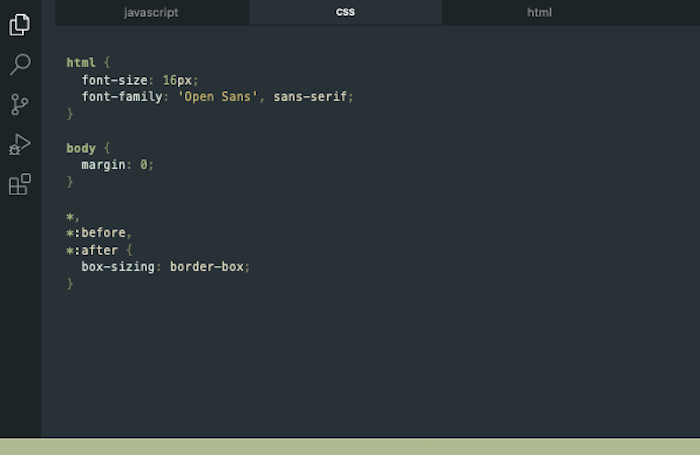 javascript
css
html
html {
font-size: 16px;
font-family: 'Open Sans', sans-serif;
}
body {
margin: 0;
}
*,
*:before,
*:after {
box-sizing: border-box;
}